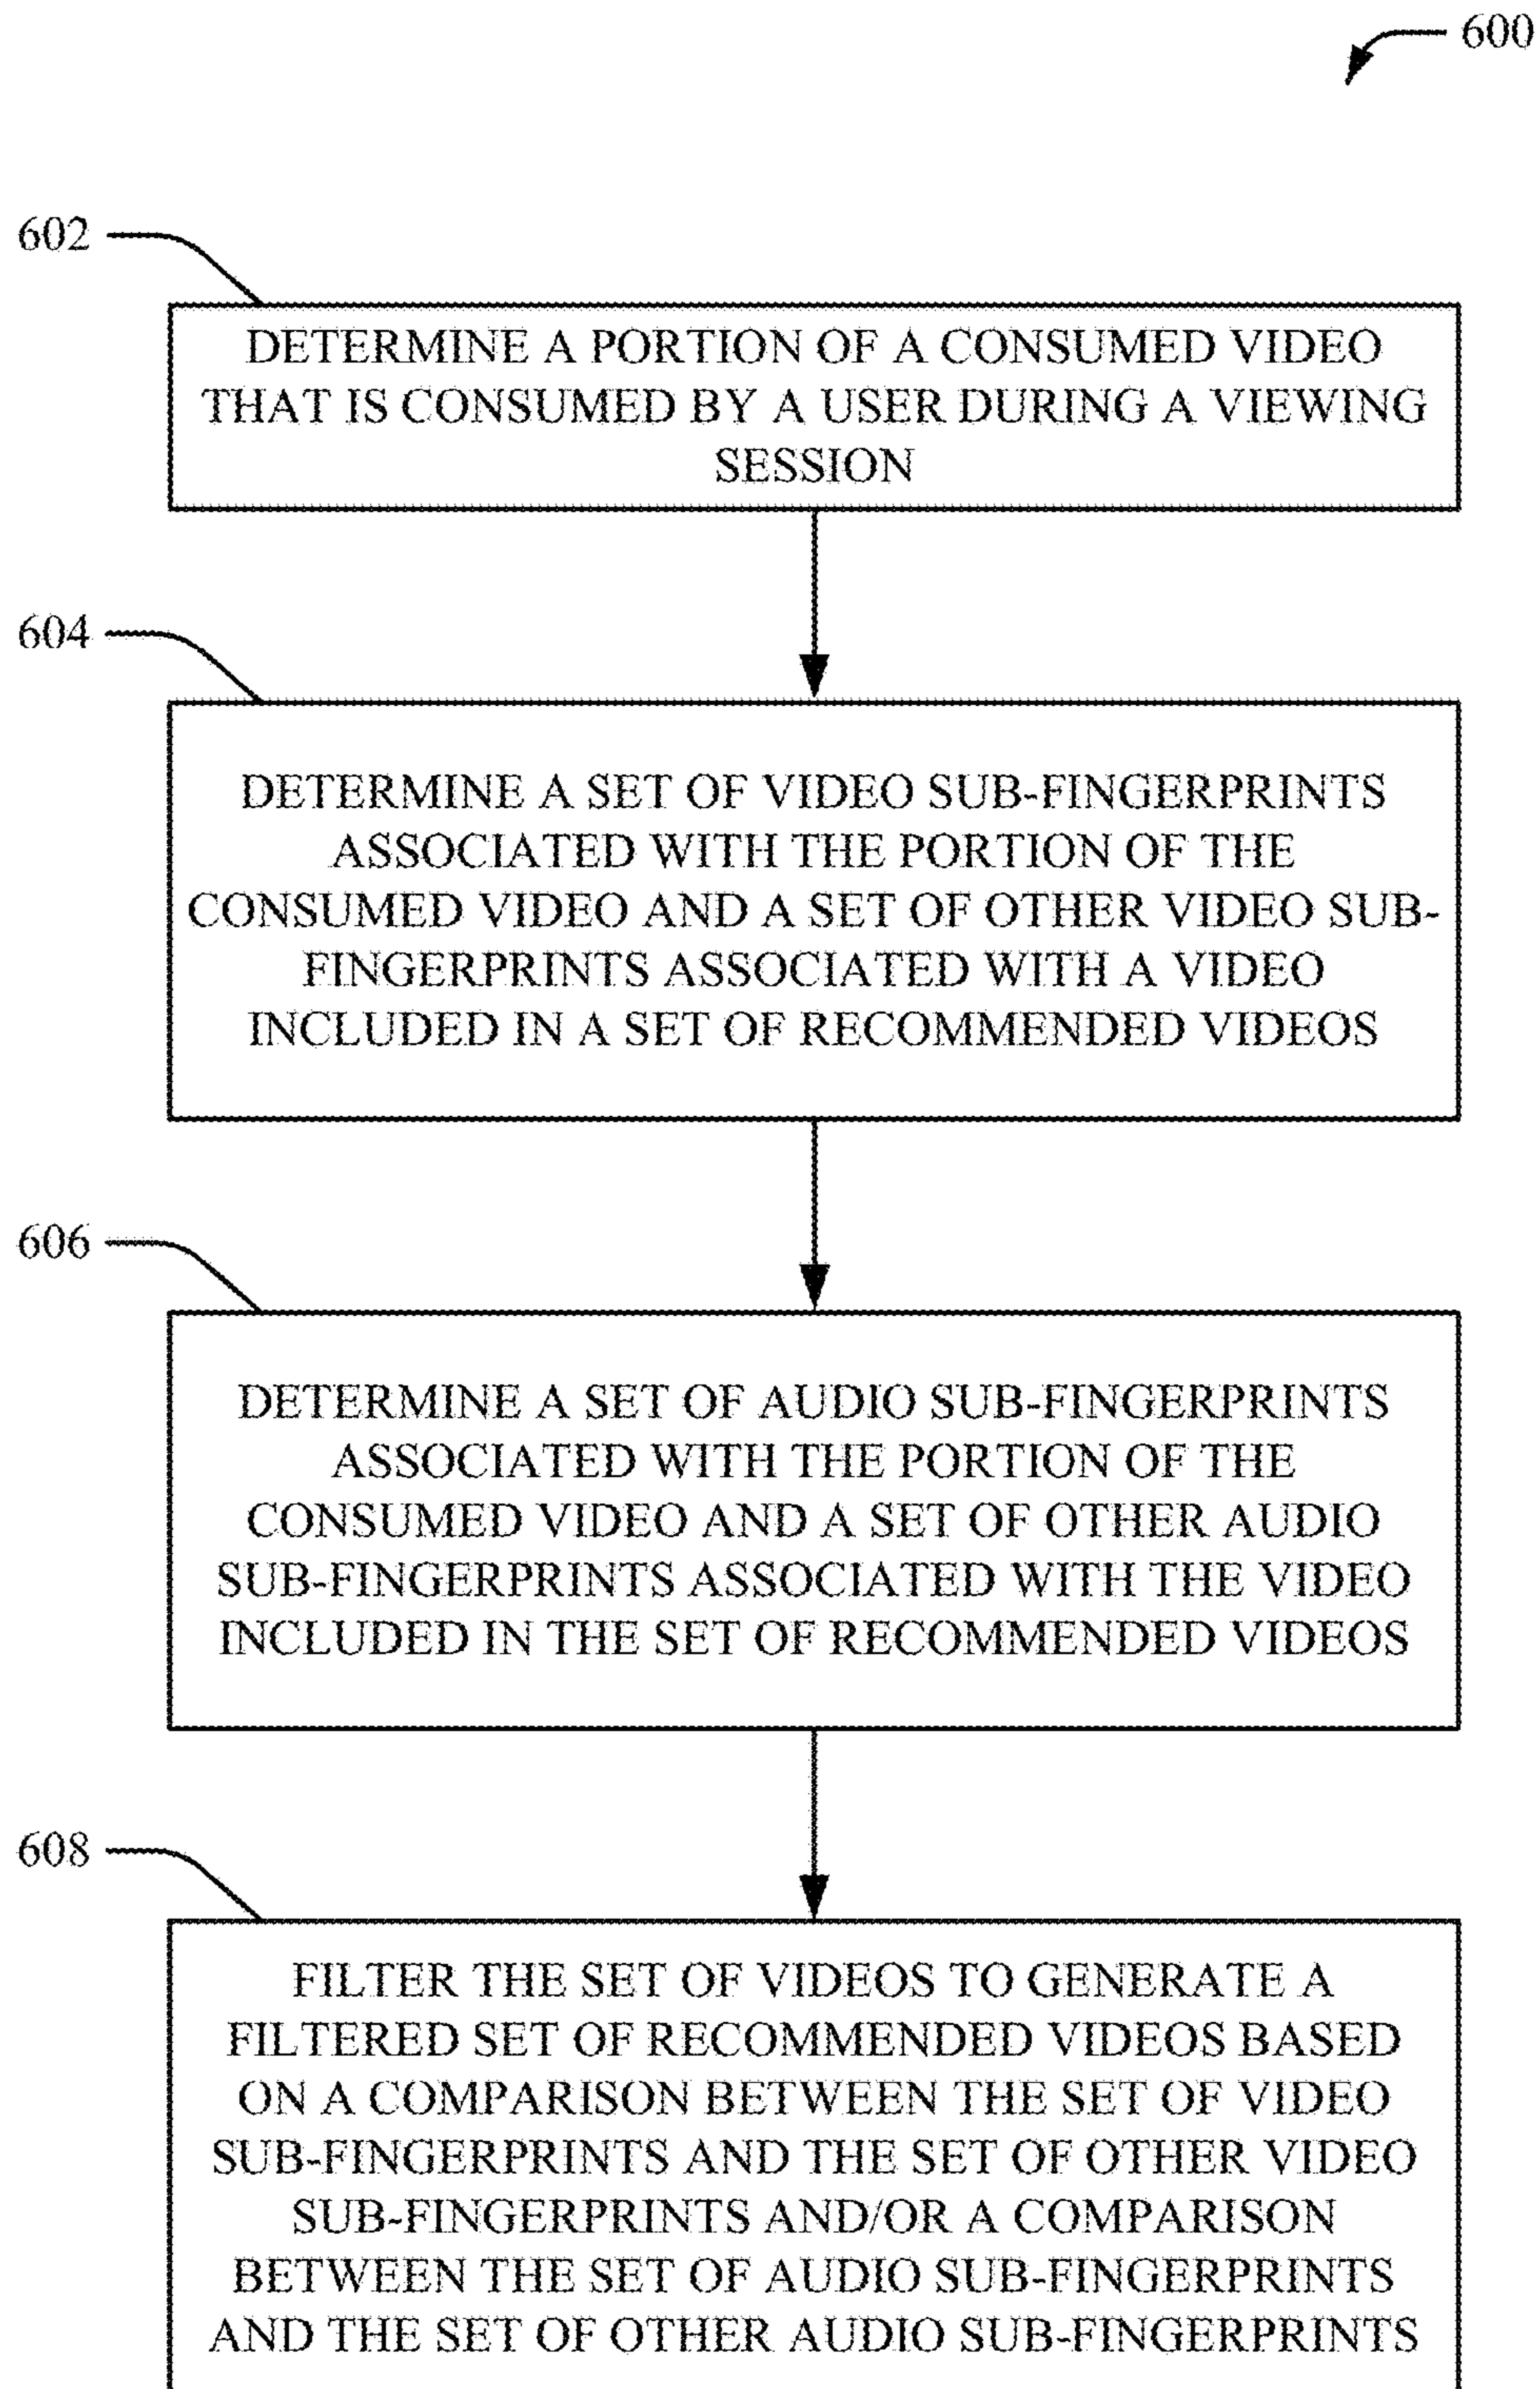 600
602
DETERMINE A PORTION OF A CONSUMED VIDEO
THAT IS CONSUMED BY A USER DURING A VIEWING
SESSION
604
DETERMINE A SET OF VIDEO SUB-FINGERPRINTS
ASSOCIATED WITH THE PORTION OF THE
CONSUMED VIDEO AND A SET OF OTHER VIDEO SUB-
FINGERPRINTS ASSOCIATED WITH A VIDEO
INCLUDED IN A SET OF RECOMMENDED VIDEOS
606
DETERMINE A SET OF AUDIO SUB-FINGERPRINTS
ASSOCIATED WITH THE PORTION OF THE
CONSUMED VIDEO AND A SET OF OTHER AUDIO
SUB-FINGERPRINTS ASSOCIATED WITH THE VIDEO
INCLUDED IN THE SET OF RECOMMENDED VIDEOS
608
FILTER THE SET OF VIDEOS TO GENERATE A
FILTERED SET OF RECOMMENDED VIDEOS BASED
ON A COMPARISON BETWEEN THE SET OF VIDEO
SUB-FINGERPRINTS AND THE SET OF OTHER VIDEO
SUB-FINGERPRINTS AND/OR A COMPARISON
BETWEEN THE SET OF AUDIO SUB-FINGERPRINTS
AND THE SET OF OTHER AUDIO SUB-FINGERPRINTS